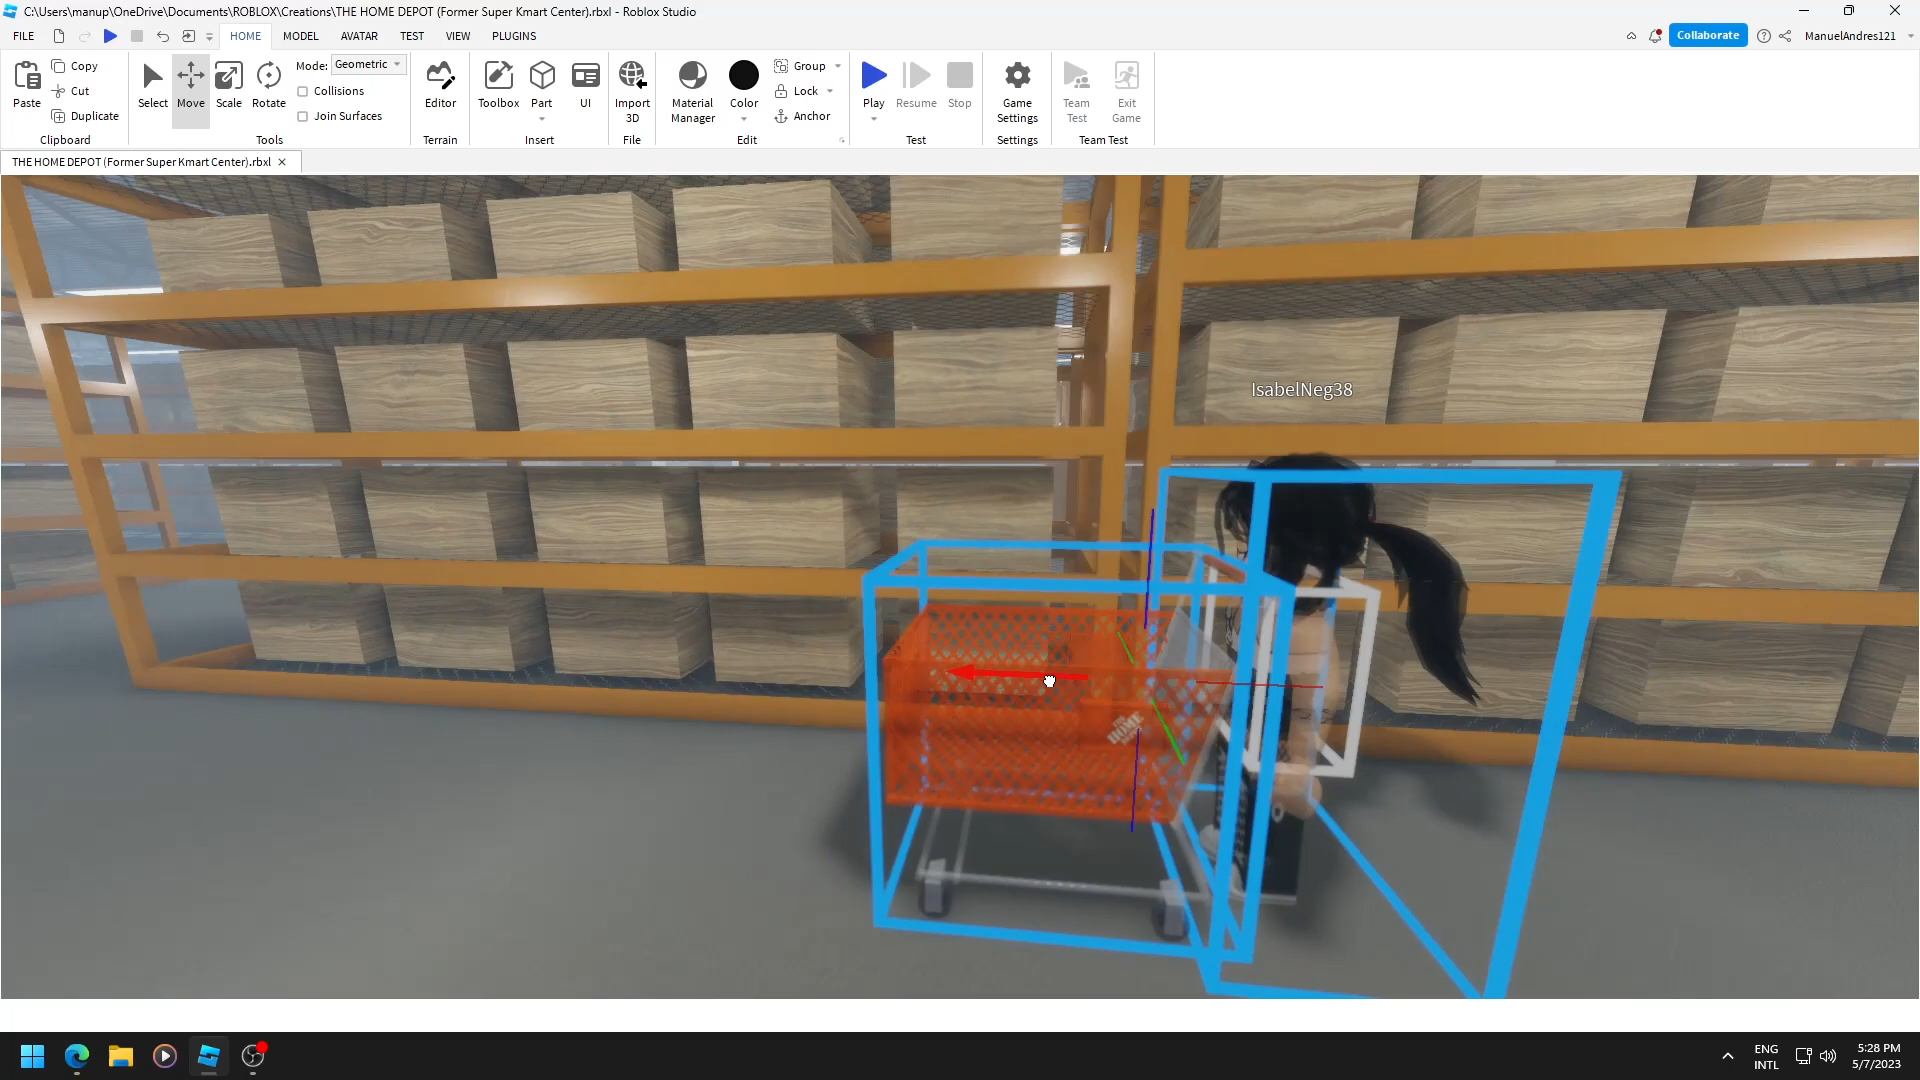 C:\Users\manup\OneDrive\Documents\ROBLOX\Creations\THE HOME DEPOT (Former Super Kmart Center).rbxl - Roblox Studio
FILE HOME MODEL AVATAR TEST VIEW PLUGINS Collaborate ManuelAndres121
Paste Copy Cut Duplicate Clipboard
Select Move Scale Rotate Mode: Geometric Collisions Join Surfaces Tools
Editor Terrain
Toolbox Part UI Insert
Import 3D File
Material Manager Color Group Lock Anchor Edit
Play Resume Stop Test
Game Settings Settings
Team Test Exit Game Team Test
THE HOME DEPOT (Former Super Kmart Center).rbxl
IsabelNeg38
HOME
ENG INTL
5:28 PM
5/7/2023